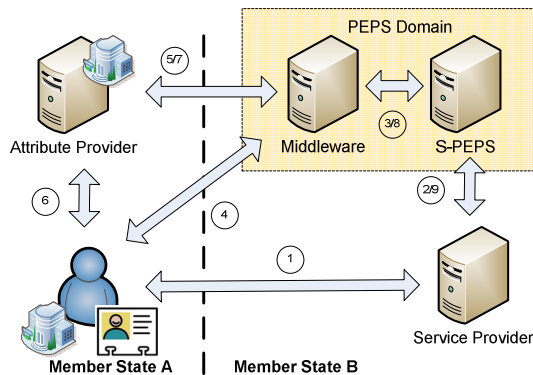 PEPS Domain
5/7
3/8
Attribute Provider
Middleware
S-PEPS
2/9
6
4
1
Service Provider
Member State A
Member State B